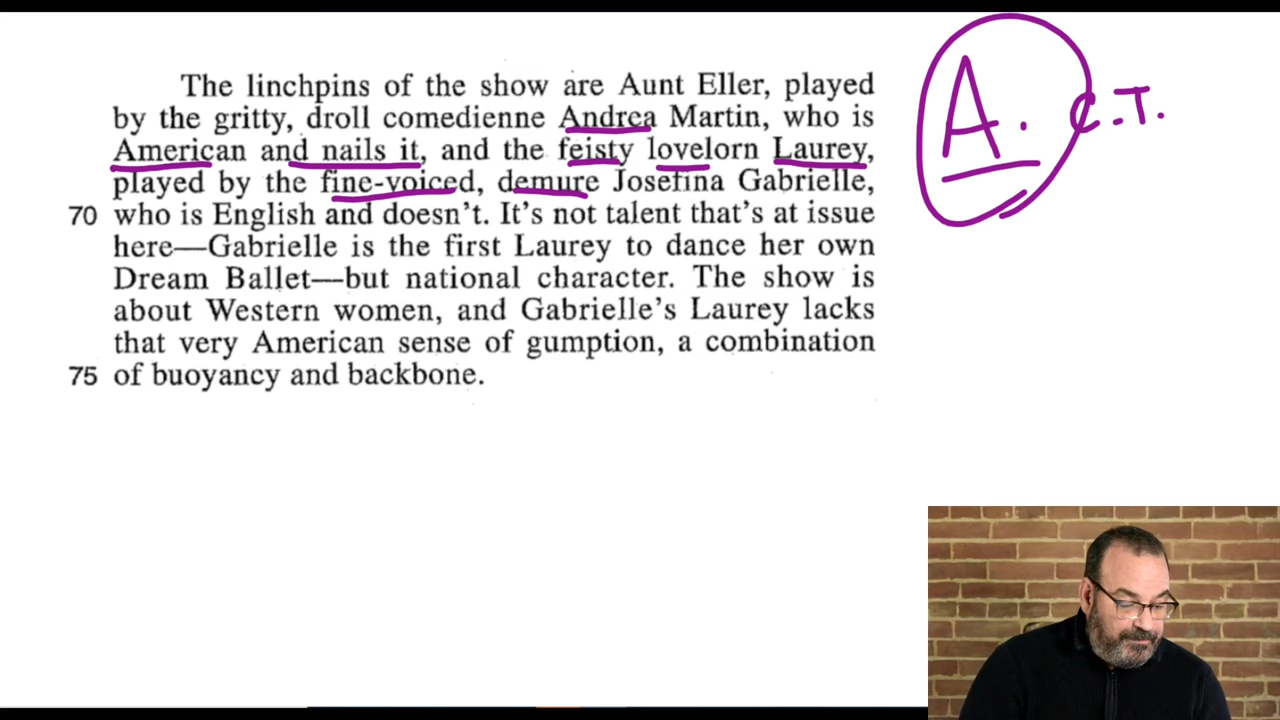 The linchpins of the show are Aunt Eller, played
by the gritty, droll comedienne Andrea Martin, who is
American and nails it, and the feisty lovelorn Laurey,
played by the fine-voiced, demure Josefina Gabrielle,
70 who is English and doesn't. It's not talent that's at issue
here—Gabrielle is the first Laurey to dance her own
Dream Ballet—but national character. The show is
about Western women, and Gabrielle's Laurey lacks
that very American sense of gumption, a combination
75 of buoyancy and backbone.
A. C.T.